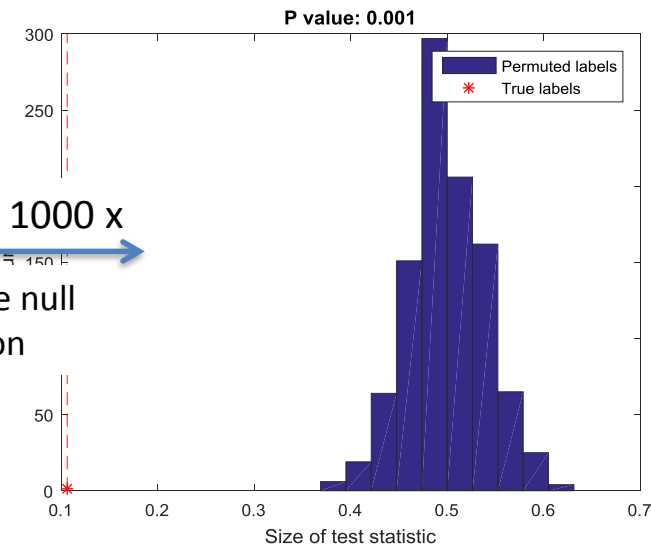 P value: 0.001
300
Permuted labels
True labels
250
1000 x
150
e null
on
50
0
0.1 0.2 0.3 0.4 0.5 0.6 0.7
Size of test statistic